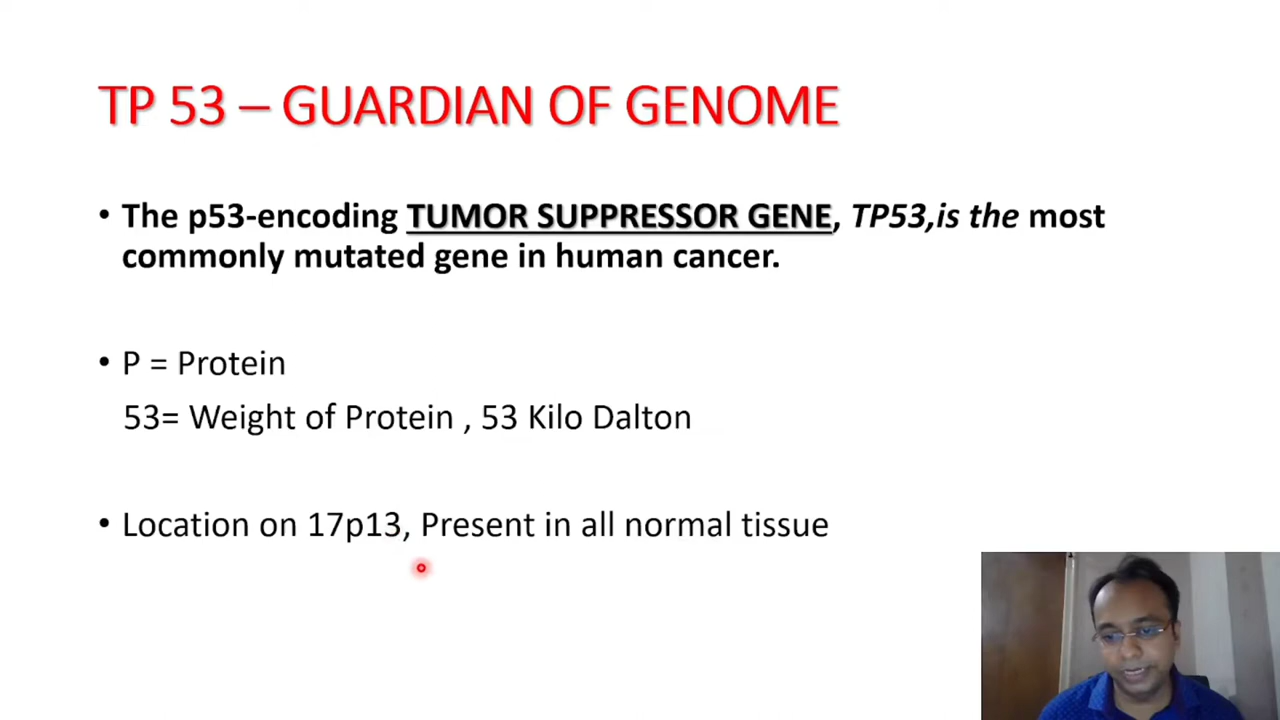 TP 53 – GUARDIAN OF GENOME
• The p53-encoding TUMOR SUPPRESSOR GENE, TP53,is the most
commonly mutated gene in human cancer.
• P = Protein
53= Weight of Protein , 53 Kilo Dalton
• Location on 17p13, Present in all normal tissue